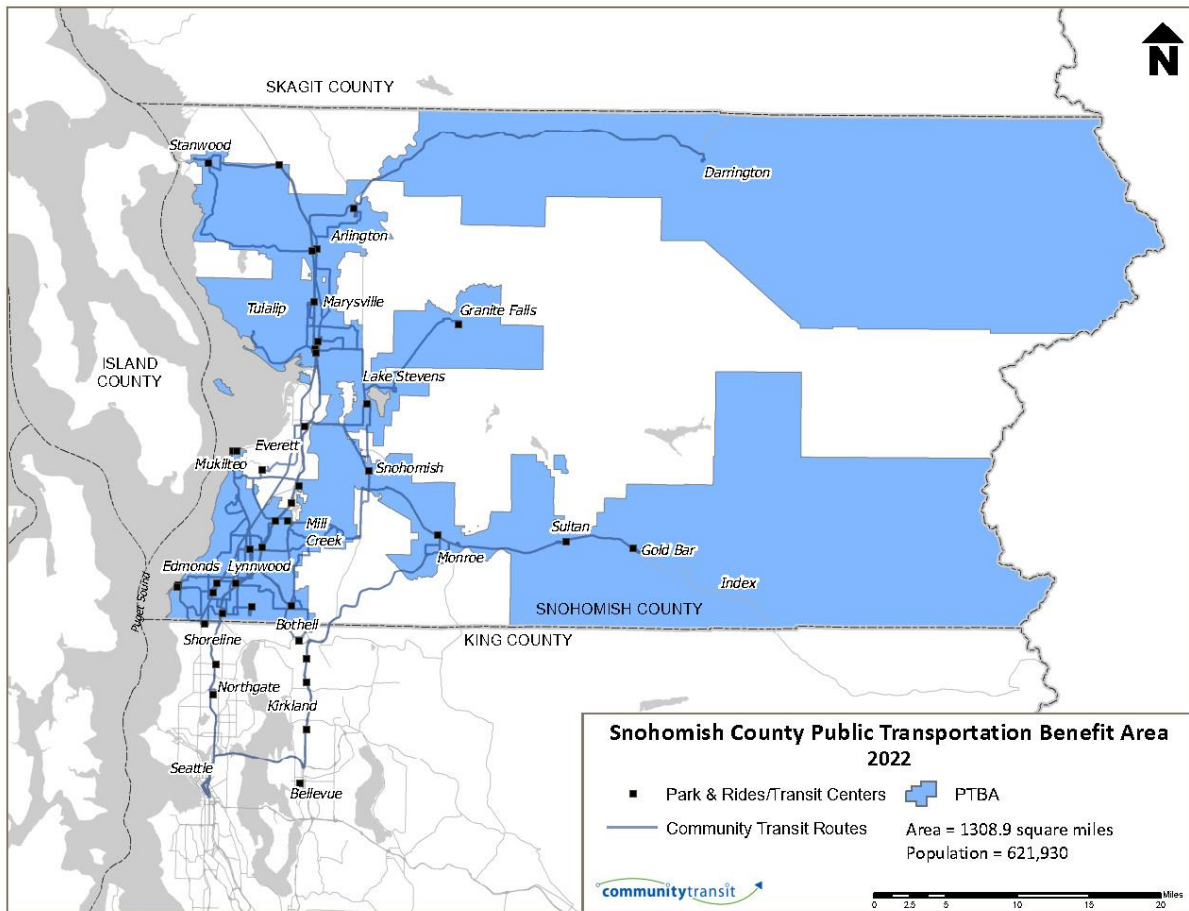 N
SKAGIT COUNTY
Stanwood
Darrington
Arlington
Tulalip
Marysville
Granite Falls
ISLAND
COUNTY
Lake Stevens
Everett
Mukilteo
Snohomish
Mill
Creek
Sultan
Monroe
Gold Bar
Edmonds
Lynnwood
Index
Puget Sound
SNOHOMISH COUNTY
Bothell
Shoreline
KING COUNTY
Northgate
Kirkland
Seattle
Bellevue
Snohomish County Public Transportation Benefit Area
2022
Park & Rides/Transit Centers
PTBA
Community Transit Routes
Area = 1308.9 square miles
Population = 621,930
communitytransit
Miles
0 2.5 5 10 15 20